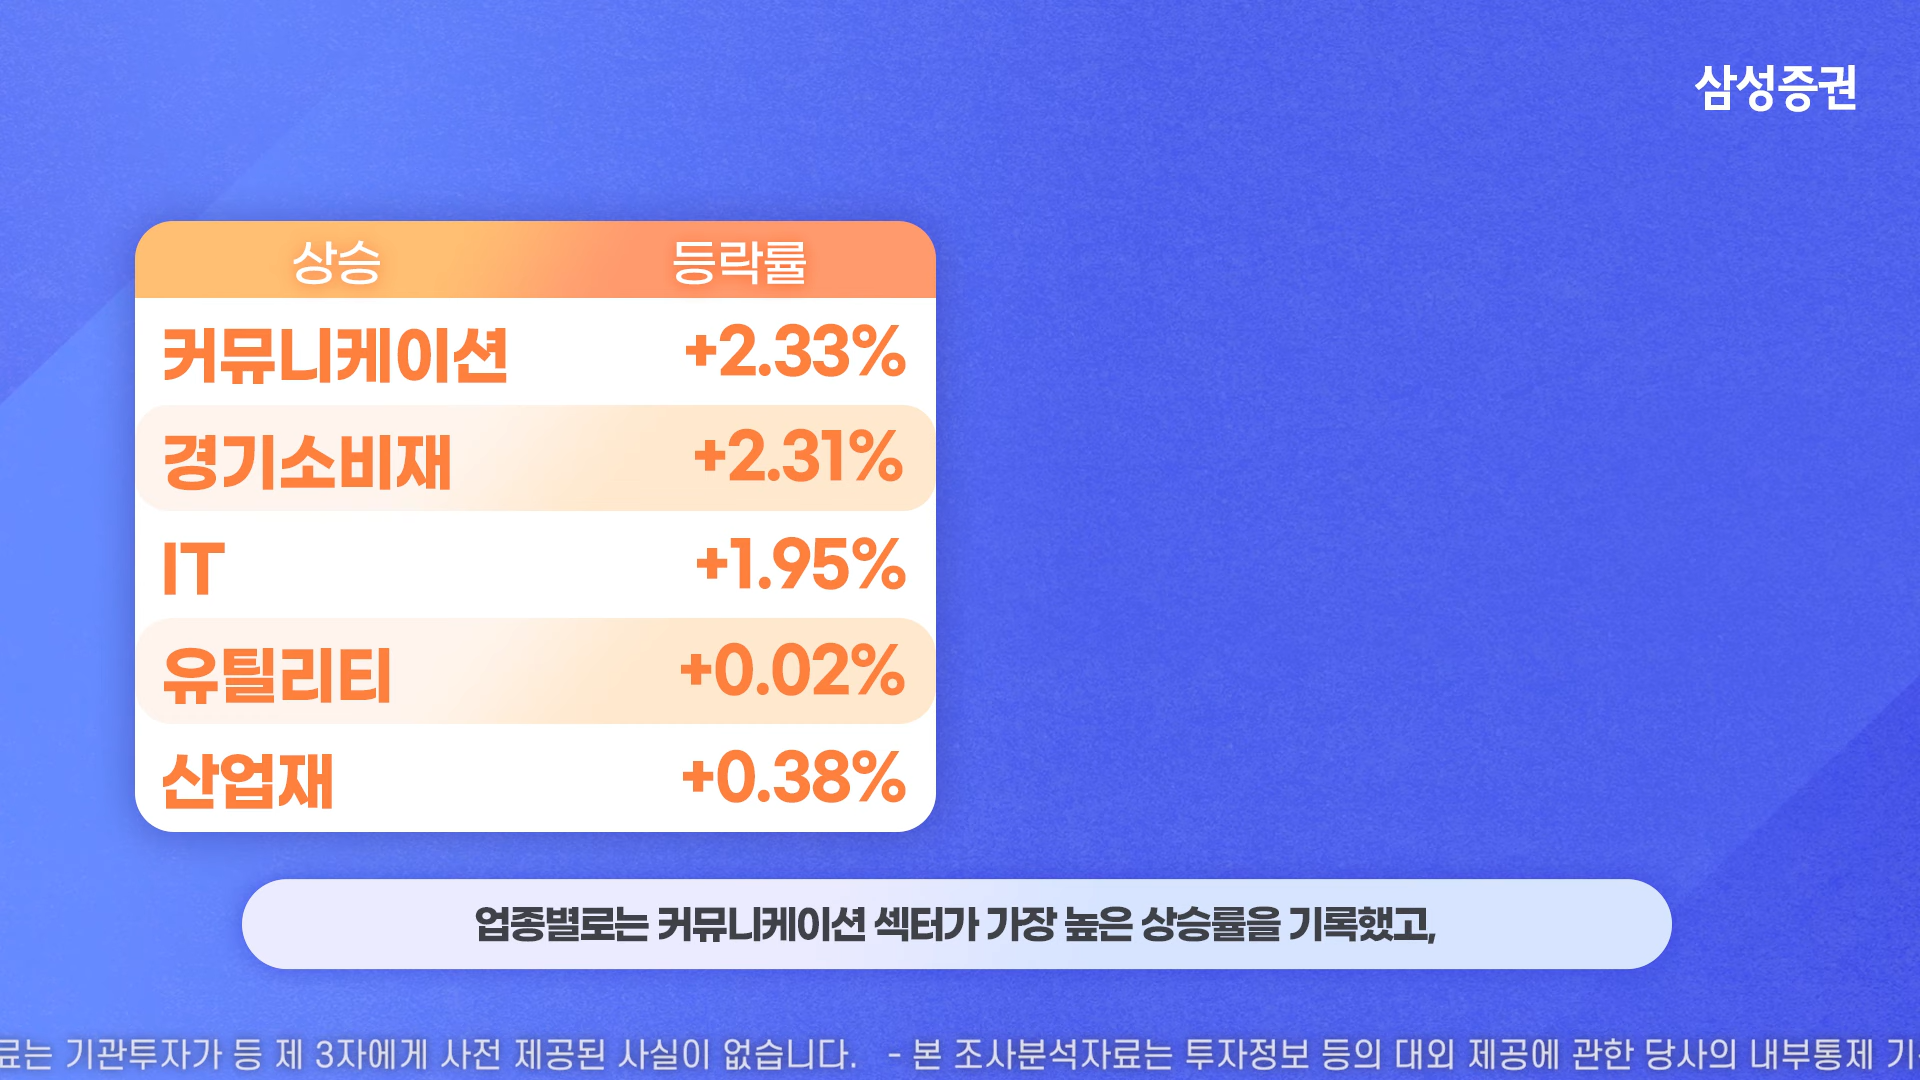 삼성증권
상승 등락률
커뮤니케이션 +2.33%
경기소비재 +2.31%
IT +1.95%
유틸리티 +0.02%
산업재 +0.38%
업종별로는 커뮤니케이션 섹터가 가장 높은 상승률을 기록했고,
료는 기관투자가 등 제 3자에게 사전 제공된 사실이 없습니다. - 본 조사분석자료는 투자정보 등의 대외 제공에 관한 당사의 내부통제 기